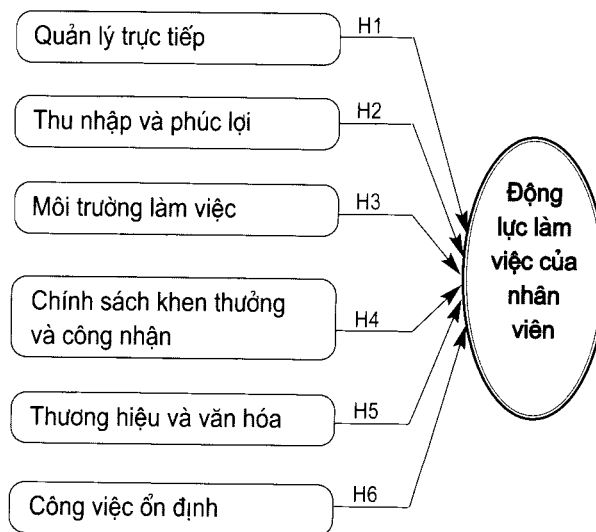 Quản lý trực tiếp
H1
Thu nhập và phúc lợi
H2
Môi trường làm việc
H3
Chính sách khen thưởng
và công nhận
H4
Thương hiệu và văn hóa
H5
Công việc ổn định
H6
Động
lực làm
việc của
nhân
viên